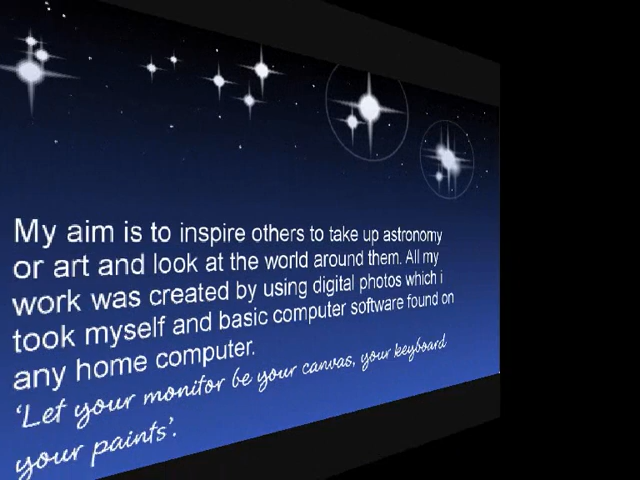 My aim is to inspire others to take up astronomy
or art and look at the world around them. All my
work was created by using digital photos which i
took myself and basic computer software found on
any home computer.
‘Let your monitor be your canvas, your keyboard
your paints’.